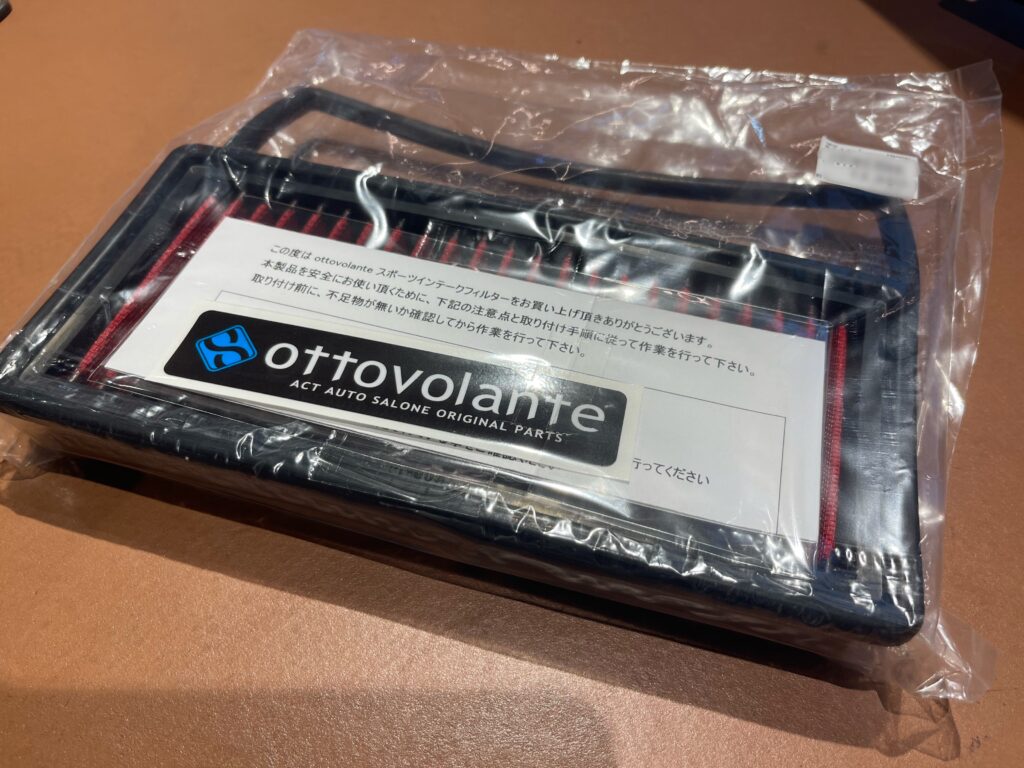 この度は ottovolante スポーツインテークフィルターをお買い上げ頂きありがとうございます。
本製品を安全にお使い頂くために、下記の注意点と取り付け手順に従って作業を行って下さい。
取り付け前に、不足物が無いか確認してから作業を行って下さい。
ottovolante
ACT AUTO SALONE ORIGINAL PARTS
行ってください